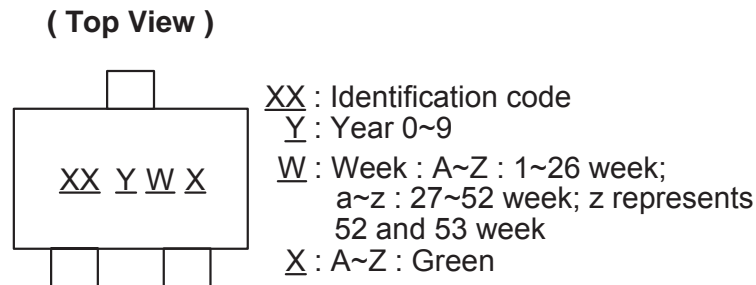 ( Top View )
XX Y W X
XX : Identification code
Y : Year 0~9
W : Week : A~Z : 1~26 week;
a~z : 27~52 week; z represents
52 and 53 week
X : A~Z : Green